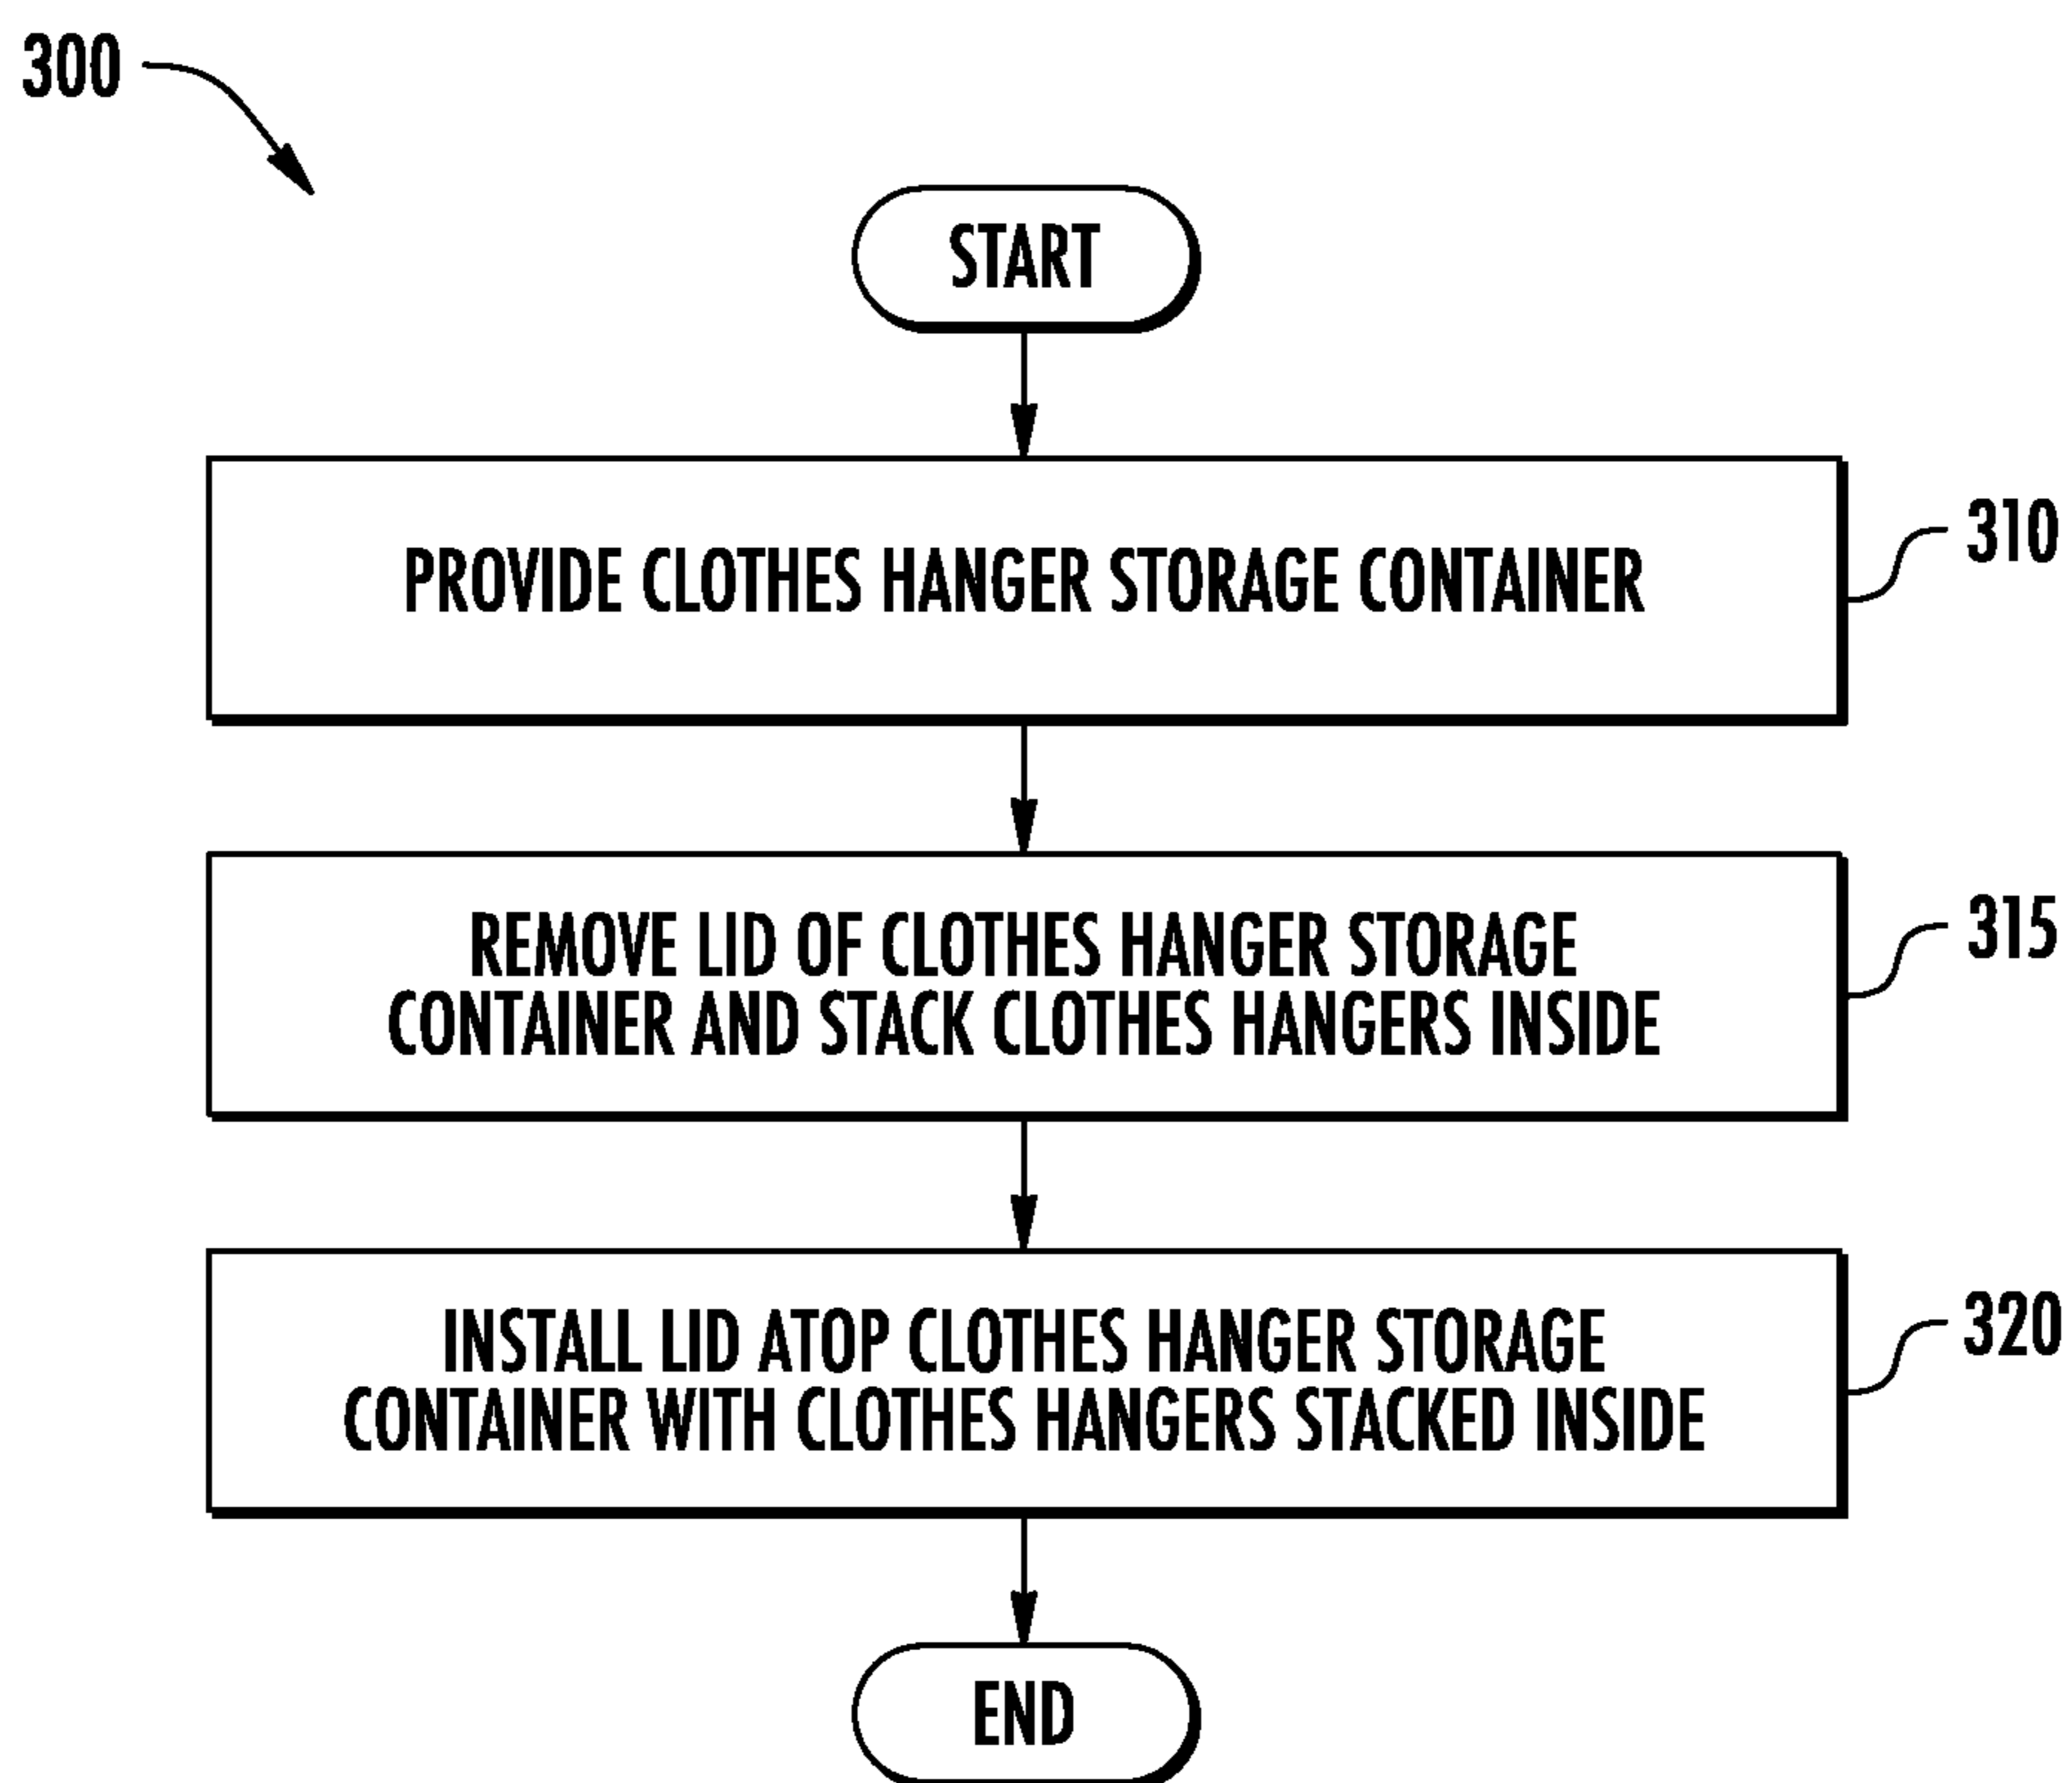 300
START
PROVIDE CLOTHES HANGER STORAGE CONTAINER
310
REMOVE LID OF CLOTHES HANGER STORAGE
CONTAINER AND STACK CLOTHES HANGERS INSIDE
315
INSTALL LID ATOP CLOTHES HANGER STORAGE
CONTAINER WITH CLOTHES HANGERS STACKED INSIDE
320
END